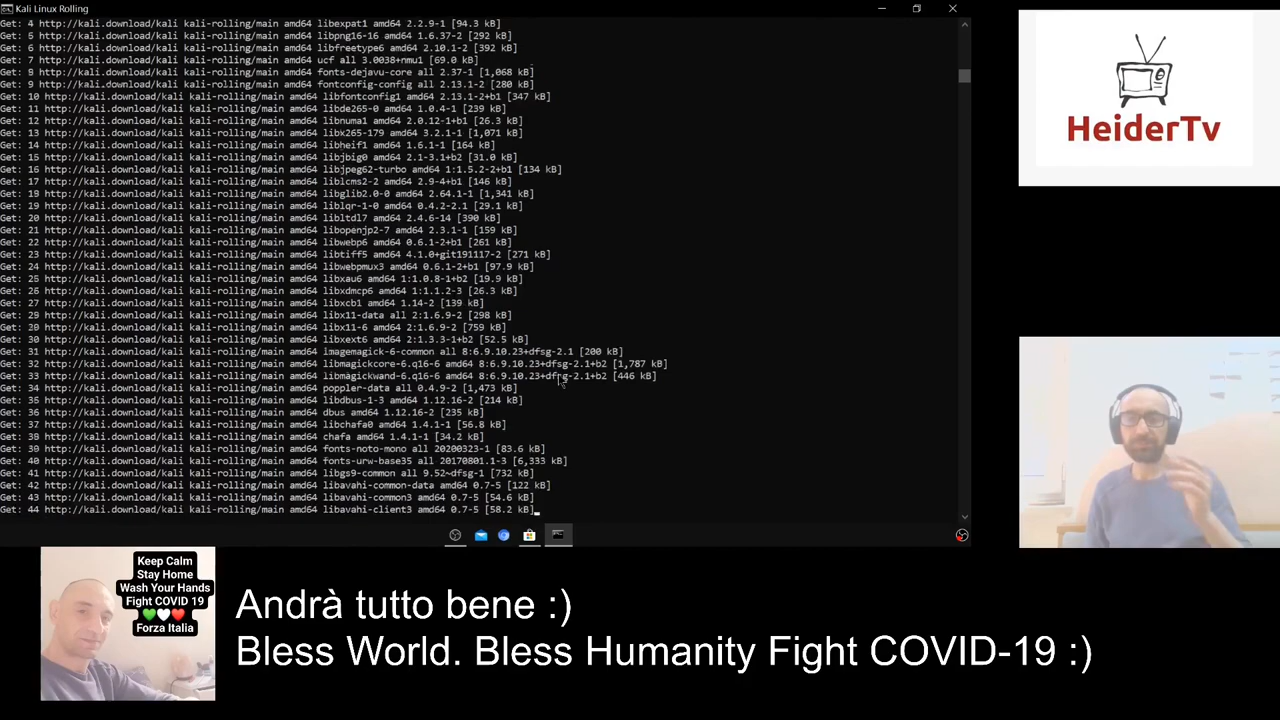 Kali Linux Rolling
Get: 4 http://kali.download/kali kali-rolling/main amd64 libexpat1 amd64 2.2.9-1 [94.3 kB]
Get: 5 http://kali.download/kali kali-rolling/main amd64 libpng16-16 amd64 1.6.37-2 [292 kB]
Get: 6 http://kali.download/kali kali-rolling/main amd64 libfreetype6 amd64 2.10.1-2 [392 kB]
Get: 7 http://kali.download/kali kali-rolling/main amd64 ucf all 3.0038+nmu1 [69.0 kB]
Get: 8 http://kali.download/kali kali-rolling/main amd64 fonts-dejavu-core all 2.37-1 [1,068 kB]
Get: 9 http://kali.download/kali kali-rolling/main amd64 fontconfig-config all 2.13.1-2 [280 kB]
Get: 10 http://kali.download/kali kali-rolling/main amd64 libfontconfig1 amd64 2.13.1-2+b1 [347 kB]
Get: 11 http://kali.download/kali kali-rolling/main amd64 libde265-0 amd64 1.0.4-1 [239 kB]
Get: 12 http://kali.download/kali kali-rolling/main amd64 libnuma1 amd64 2.0.12-1+b1 [26.3 kB]
Get: 13 http://kali.download/kali kali-rolling/main amd64 libx265-179 amd64 3.2.1-1 [1,071 kB]
Get: 14 http://kali.download/kali kali-rolling/main amd64 libheif1 amd64 1.6.1-1 [164 kB]
Get: 15 http://kali.download/kali kali-rolling/main amd64 libjbig0 amd64 2.1-3.1+b2 [31.0 kB]
Get: 16 http://kali.download/kali kali-rolling/main amd64 libjpeg62-turbo amd64 1:1.5.2-2+b1 [134 kB]
Get: 17 http://kali.download/kali kali-rolling/main amd64 liblcms2-2 amd64 2.9-4+b1 [146 kB]
Get: 19 http://kali.download/kali kali-rolling/main amd64 libglib2.0-0 amd64 2.64.1-1 [1,341 kB]
Get: 19 http://kali.download/kali kali-rolling/main amd64 liblqr-1-0 amd64 0.4.2-2.1 [29.1 kB]
Get: 20 http://kali.download/kali kali-rolling/main amd64 libltdl7 amd64 2.4.6-14 [390 kB]
Get: 21 http://kali.download/kali kali-rolling/main amd64 libopenjp2-7 amd64 2.3.1-1 [159 kB]
Get: 22 http://kali.download/kali kali-rolling/main amd64 libwebp6 amd64 0.6.1-2+b1 [261 kB]
Get: 23 http://kali.download/kali kali-rolling/main amd64 libtiff5 amd64 4.1.0+git191117-2 [271 kB]
Get: 24 http://kali.download/kali kali-rolling/main amd64 libwebpmux3 amd64 0.6.1-2+b1 [97.9 kB]
Get: 25 http://kali.download/kali kali-rolling/main amd64 libxau6 amd64 1:1.0.8-1+b2 [19.9 kB]
Get: 26 http://kali.download/kali kali-rolling/main amd64 libxdmcp6 amd64 1:1.1.2-3 [26.3 kB]
Get: 27 http://kali.download/kali kali-rolling/main amd64 libxcb1 amd64 1.14-2 [139 kB]
Get: 29 http://kali.download/kali kali-rolling/main amd64 libx11-data all 2:1.6.9-2 [298 kB]
Get: 30 http://kali.download/kali kali-rolling/main amd64 libx11-6 amd64 2:1.6.9-2 [759 kB]
Get: 30 http://kali.download/kali kali-rolling/main amd64 libxext6 amd64 2:1.3.3-1+b2 [52.5 kB]
Get: 31 http://kali.download/kali kali-rolling/main amd64 imagemagick-6-common all 8:6.9.10.23+dfsg-2.1 [200 kB]
Get: 32 http://kali.download/kali kali-rolling/main amd64 libmagickcore-6.q16-6 amd64 8:6.9.10.23+dfsg-2.1+b2 [1,787 kB]
Get: 33 http://kali.download/kali kali-rolling/main amd64 libmagickwand-6.q16-6 amd64 8:6.9.10.23+dfsg-2.1+b2 [446 kB]
Get: 34 http://kali.download/kali kali-rolling/main amd64 poppler-data all 0.4.9-2 [1,473 kB]
Get: 35 http://kali.download/kali kali-rolling/main amd64 libdbus-1-3 amd64 1.12.16-2 [214 kB]
Get: 36 http://kali.download/kali kali-rolling/main amd64 dbus amd64 1.12.16-2 [235 kB]
Get: 37 http://kali.download/kali kali-rolling/main amd64 libchafa0 amd64 1.4.1-1 [56.8 kB]
Get: 38 http://kali.download/kali kali-rolling/main amd64 chafa amd64 1.4.1-1 [34.2 kB]
Get: 30 http://kali.download/kali kali-rolling/main amd64 fonts-noto-mono all 20200323-1 [83.6 kB]
Get: 40 http://kali.download/kali kali-rolling/main amd64 fonts-urw-base35 all 20170801.1-3 [6,333 kB]
Get: 41 http://kali.download/kali kali-rolling/main amd64 libgs9-common all 9.52~dfsg-1 [732 kB]
Get: 42 http://kali.download/kali kali-rolling/main amd64 libavahi-common-data amd64 0.7-5 [122 kB]
Get: 43 http://kali.download/kali kali-rolling/main amd64 libavahi-common3 amd64 0.7-5 [54.6 kB]
Get: 44 http://kali.download/kali kali-rolling/main amd64 libavahi-client3 amd64 0.7-5 [58.2 kB]
HeiderTv
Keep Calm
Stay Home
Wash Your Hands
Fight COVID 19
💚🤍❤️
Forza Italia
Andrà tutto bene :)
Bless World. Bless Humanity Fight COVID-19 :)